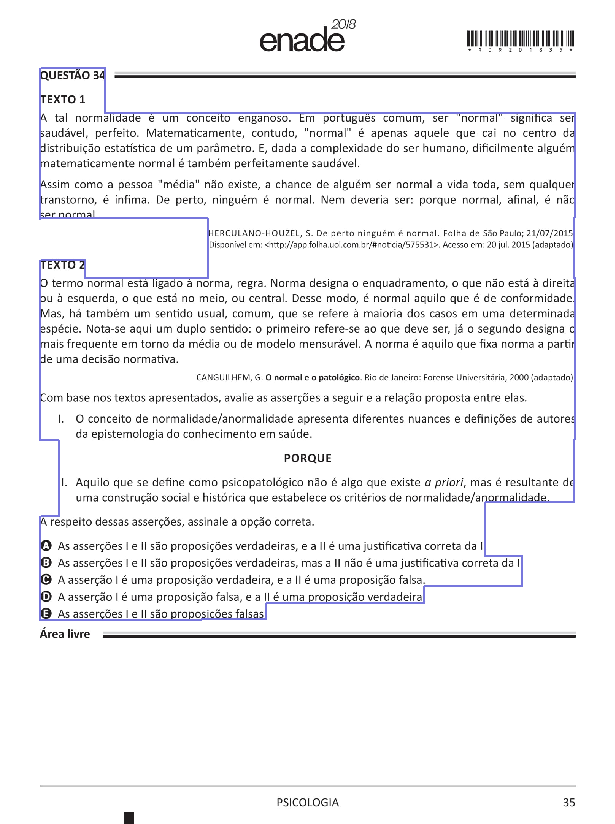 enade 2018
*R3520183535*
QUESTÃO 34
TEXTO 1
A tal normalidade é um conceito enganoso. Em português comum, ser "normal" significa ser
saudável, perfeito. Matematicamente, contudo, "normal" é apenas aquele que cai no centro da
distribuição estatística de um parâmetro. E, dada a complexidade do ser humano, dificilmente alguém
matematicamente normal é também perfeitamente saudável.
Assim como a pessoa "média" não existe, a chance de alguém ser normal a vida toda, sem qualquer
transtorno, é ínfima. De perto, ninguém é normal. Nem deveria ser: porque normal, afinal, é não
ser normal.
HERCULANO-HOUZEL, S. De perto ninguém é normal. Folha de São Paulo; 21/07/2015.
Disponível em: <http://app.folha.uol.com.br/#noticia/575531>. Acesso em: 20 jul. 2015 (adaptado).
TEXTO 2
O termo normal está ligado à norma, regra. Norma designa o enquadramento, o que não está à direita
ou à esquerda, o que está no meio, ou central. Desse modo, é normal aquilo que é de conformidade.
Mas, há também um sentido usual, comum, que se refere à maioria dos casos em uma determinada
espécie. Nota-se aqui um duplo sentido: o primeiro refere-se ao que deve ser, já o segundo designa o
mais frequente em torno da média ou de modelo mensurável. A norma é aquilo que fixa norma a partir
de uma decisão normativa.
CANGUILHEM, G. O normal e o patológico. Rio de Janeiro: Forense Universitária, 2000 (adaptado).
Com base nos textos apresentados, avalie as asserções a seguir e a relação proposta entre elas.
I. O conceito de normalidade/anormalidade apresenta diferentes nuances e definições de autores
da epistemologia do conhecimento em saúde.
PORQUE
I. Aquilo que se define como psicopatológico não é algo que existe a priori, mas é resultante de
uma construção social e histórica que estabelece os critérios de normalidade/anormalidade.
A respeito dessas asserções, assinale a opção correta.
A As asserções I e II são proposições verdadeiras, e a II é uma justificativa correta da I.
B As asserções I e II são proposições verdadeiras, mas a II não é uma justificativa correta da I.
C A asserção I é uma proposição verdadeira, e a II é uma proposição falsa.
D A asserção I é uma proposição falsa, e a II é uma proposição verdadeira.
E As asserções I e II são proposições falsas.
Área livre
PSICOLOGIA 35